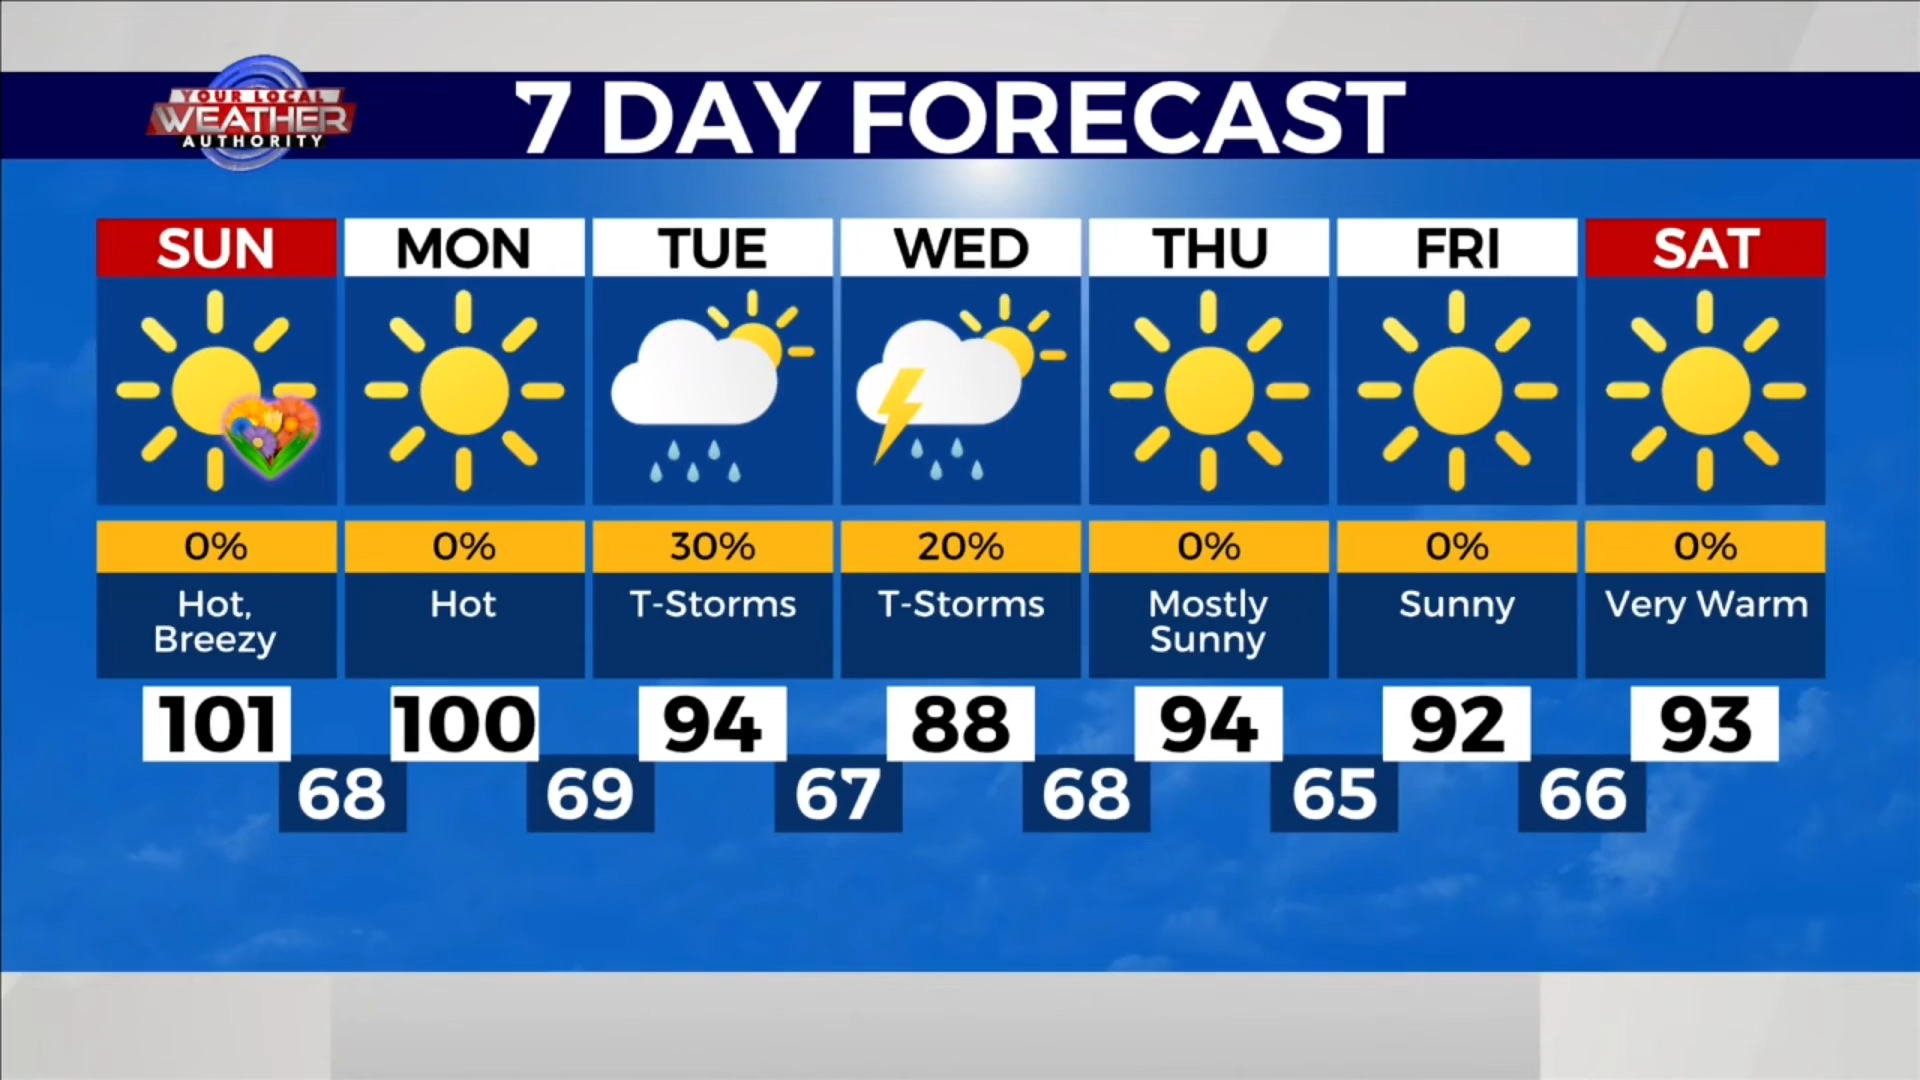 YOUR LOCAL
WEATHER
AUTHORITY
7 DAY FORECAST
SUN MON TUE WED THU FRI SAT
0% 0% 30% 20% 0% 0% 0%
Hot, Hot T-Storms T-Storms Mostly Sunny Very Warm
Breezy Sunny
101 100 94 88 94 92 93
68 69 67 68 65 66